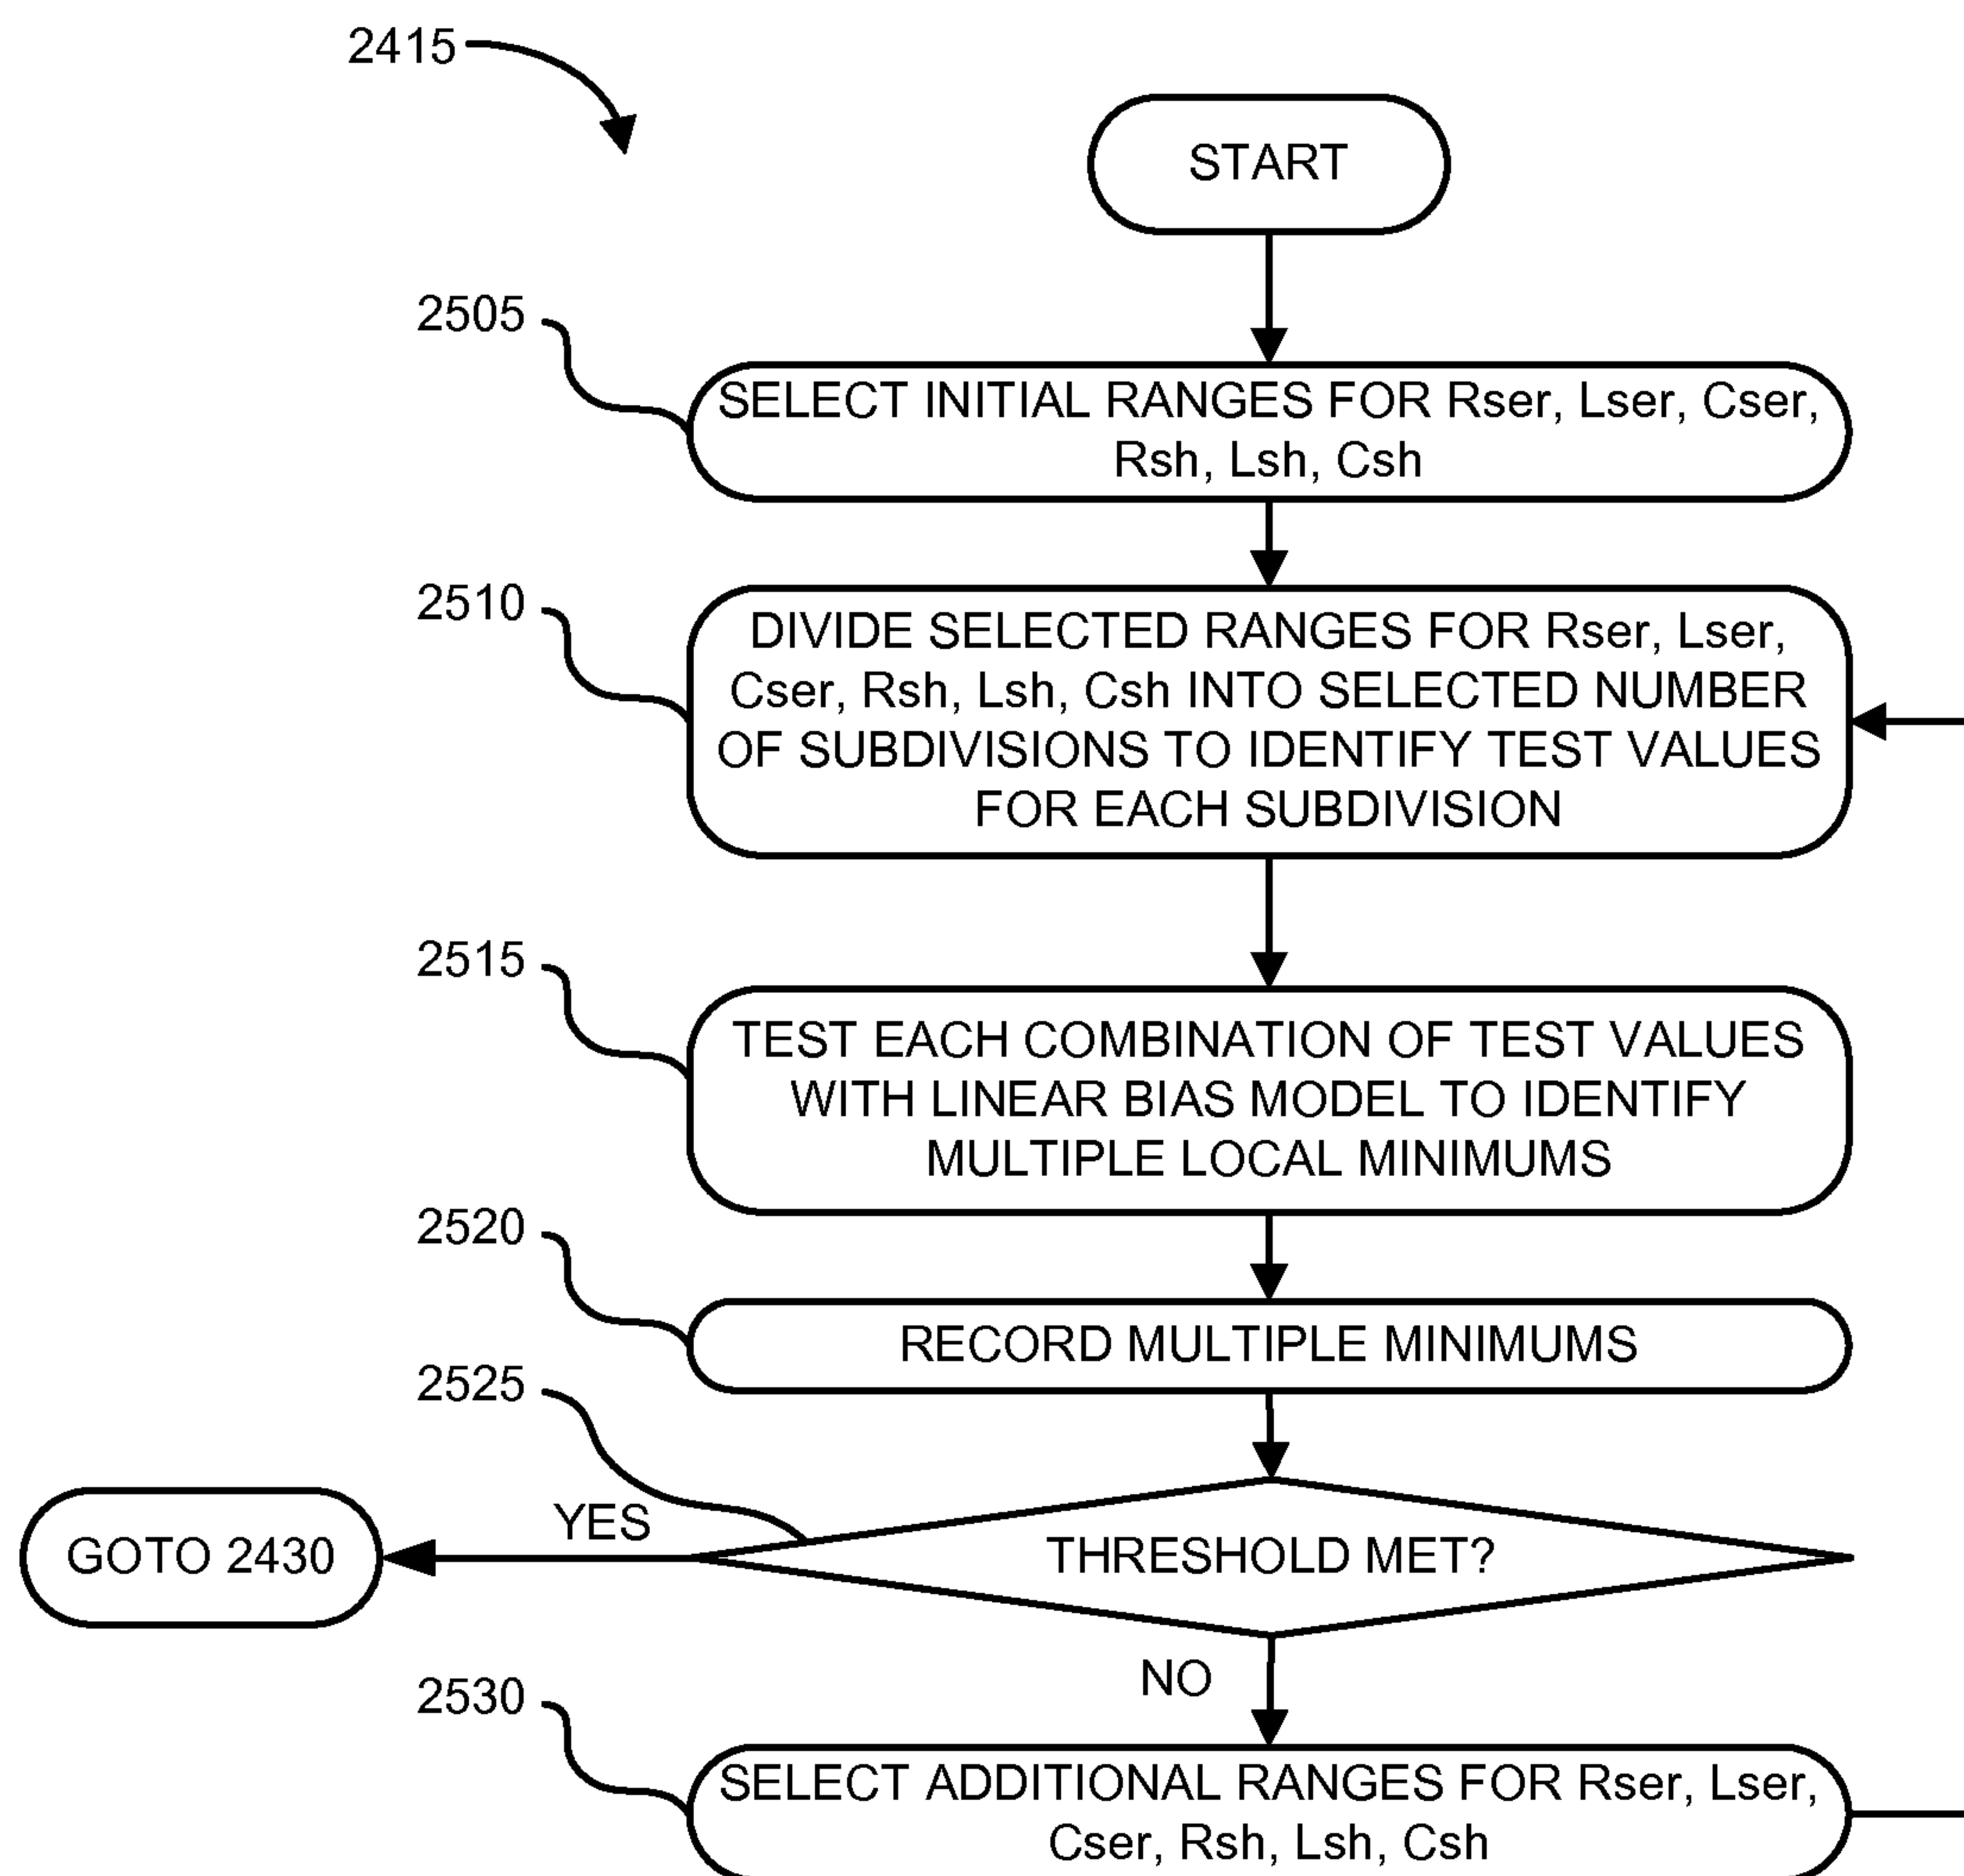 2415
START
2505
SELECT INITIAL RANGES FOR Rser, Lser, Cser,
Rsh, Lsh, Csh
2510
DIVIDE SELECTED RANGES FOR Rser, Lser,
Cser, Rsh, Lsh, Csh INTO SELECTED NUMBER
OF SUBDIVISIONS TO IDENTIFY TEST VALUES
FOR EACH SUBDIVISION
2515
TEST EACH COMBINATION OF TEST VALUES
WITH LINEAR BIAS MODEL TO IDENTIFY
MULTIPLE LOCAL MINIMUMS
2520
RECORD MULTIPLE MINIMUMS
2525
YES
GOTO 2430
THRESHOLD MET?
NO
2530
SELECT ADDITIONAL RANGES FOR Rser, Lser,
Cser, Rsh, Lsh, Csh